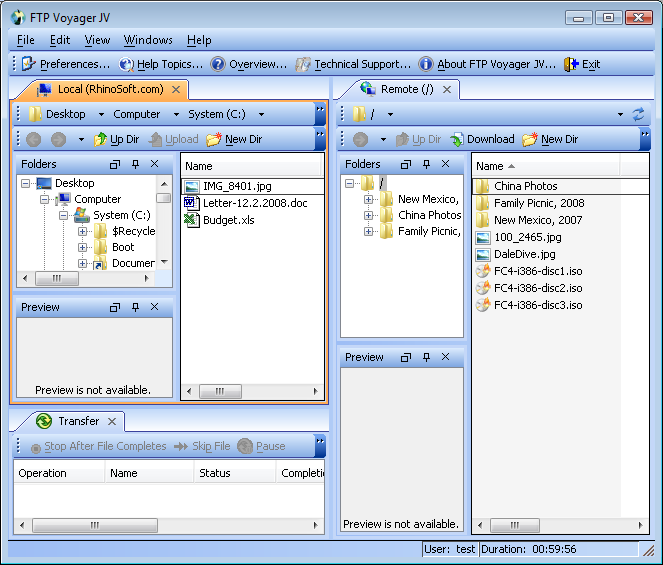 FTP Voyager JV
File Edit View Windows Help
Preferences... Help Topics... Overview... Technical Support... About FTP Voyager JV... Exit
Local (RhinoSoft.com)
Desktop Computer System (C:)
Up Dir Upload New Dir
Folders
Desktop
Computer
System (C:)
$Recycle
Boot
Documen
Preview
Preview is not available.
Name
IMG_8401.jpg
Letter-12.2.2008.doc
Budget.xls
Remote (/)
/
Up Dir Download New Dir
Folders
/
New Mexico,
China Photos
Family Picnic,
Preview
Preview is not available.
Name
China Photos
Family Picnic, 2008
New Mexico, 2007
100_2465.jpg
DaleDive.jpg
FC4-i386-disc1.iso
FC4-i386-disc2.iso
FC4-i386-disc3.iso
Transfer
Stop After File Completes Skip File Pause
Operation Name Status Completi
User: test Duration: 00:59:56